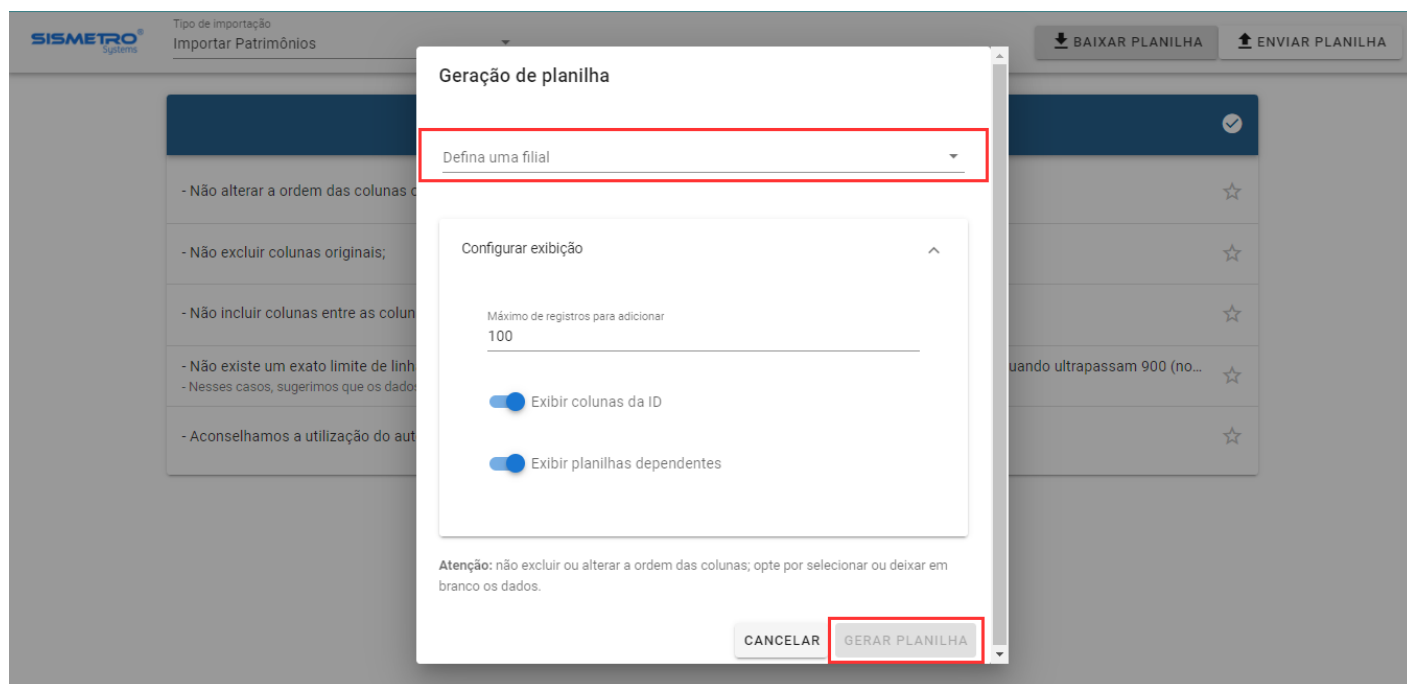 SISMETRO®
Systems
Tipo de importação
Importar Patrimônios
BAIXAR PLANILHA
ENVIAR PLANILHA
Geração de planilha
Defina uma filial
- Não alterar a ordem das colunas
- Não excluir colunas originais;
Configurar exibição
- Não incluir colunas entre as colun
Máximo de registros para adicionar
100
- Não existe um exato limite de linh
uando ultrapassam 900 (no...
- Nesses casos, sugerimos que os dado
Exibir colunas da ID
- Aconselhamos a utilização do aut
Exibir planilhas dependentes
Atenção: não excluir ou alterar a ordem das colunas; opte por selecionar ou deixar em
branco os dados.
CANCELAR
GERAR PLANILHA